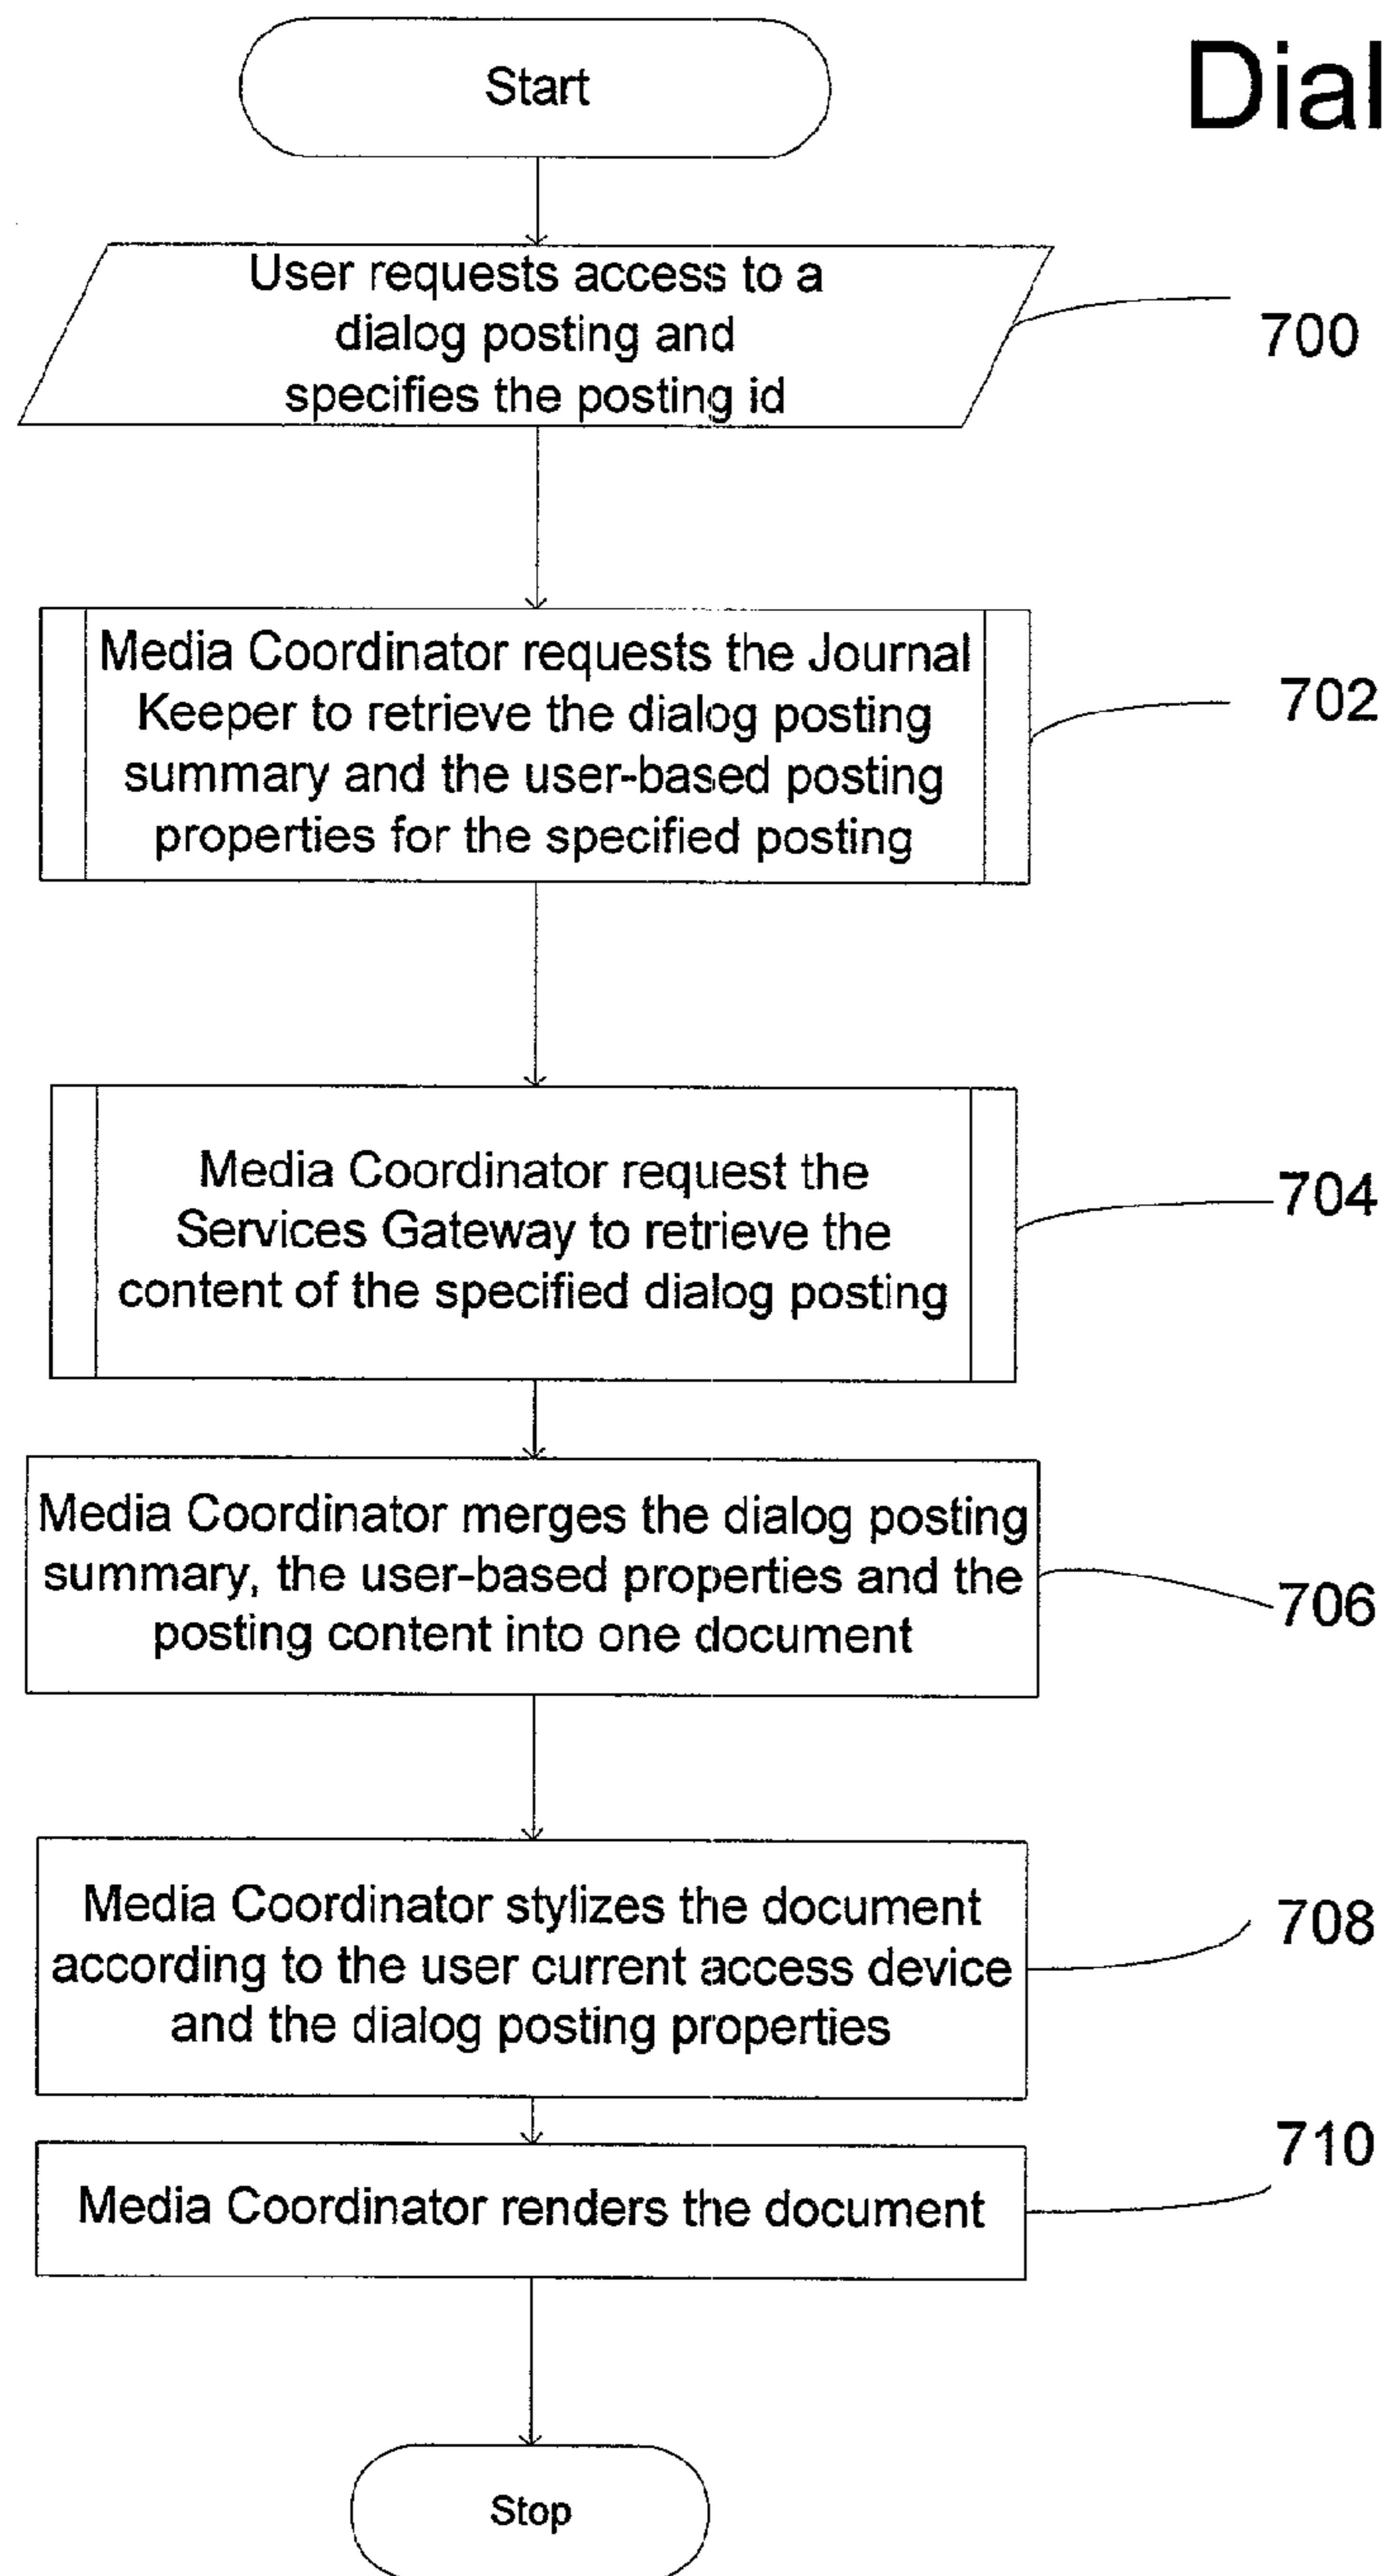 Start
Dial
User requests access to a
dialog posting and
specifies the posting id
700
Media Coordinator requests the Journal
Keeper to retrieve the dialog posting
summary and the user-based posting
properties for the specified posting
702
Media Coordinator request the
Services Gateway to retrieve the
content of the specified dialog posting
704
Media Coordinator merges the dialog posting
summary, the user-based properties and the
posting content into one document
706
Media Coordinator stylizes the document
according to the user current access device
and the dialog posting properties
708
Media Coordinator renders the document
710
Stop